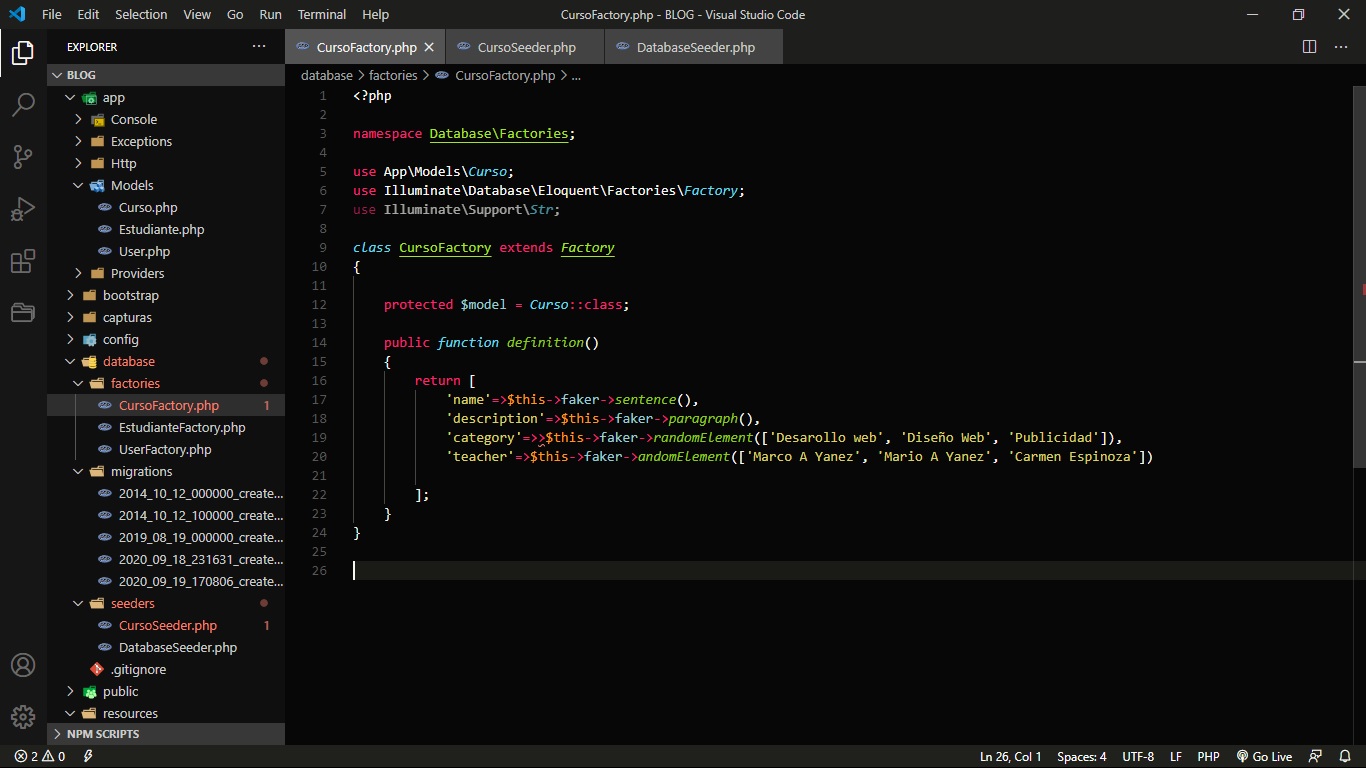 File Edit Selection View Go Run Terminal Help CursoFactory.php - BLOG - Visual Studio Code
EXPLORER ···
BLOG
app
Console
Exceptions
Http
Models
Curso.php
Estudiante.php
User.php
Providers
bootstrap
capturas
config
database
factories
CursoFactory.php 1
EstudianteFactory.php
UserFactory.php
migrations
2014_10_12_000000_create...
2014_10_12_100000_create...
2019_08_19_000000_create...
2020_09_18_231631_create...
2020_09_19_170806_create...
seeders
CursoSeeder.php 1
DatabaseSeeder.php
.gitignore
public
resources
NPM SCRIPTS
CursoFactory.php CursoSeeder.php DatabaseSeeder.php ···
database > factories > CursoFactory.php > ...
1 <?php
2
3 namespace Database\Factories;
4
5 use App\Models\Curso;
6 use Illuminate\Database\Eloquent\Factories\Factory;
7 use Illuminate\Support\Str;
8
9 class CursoFactory extends Factory
10 {
11
12 protected $model = Curso::class;
13
14 public function definition()
15 {
16 return [
17 'name'=>$this->faker->sentence(),
18 'description'=>$this->faker->paragraph(),
19 'category'=>>$this->faker->randomElement(['Desarollo web', 'Diseño Web', 'Publicidad']),
20 'teacher'=>$this->faker->andomElement(['Marco A Yanez', 'Mario A Yanez', 'Carmen Espinoza'])
21
22 ];
23 }
24 }
25
26
2 0 Ln 26, Col 1 Spaces: 4 UTF-8 LF PHP Go Live